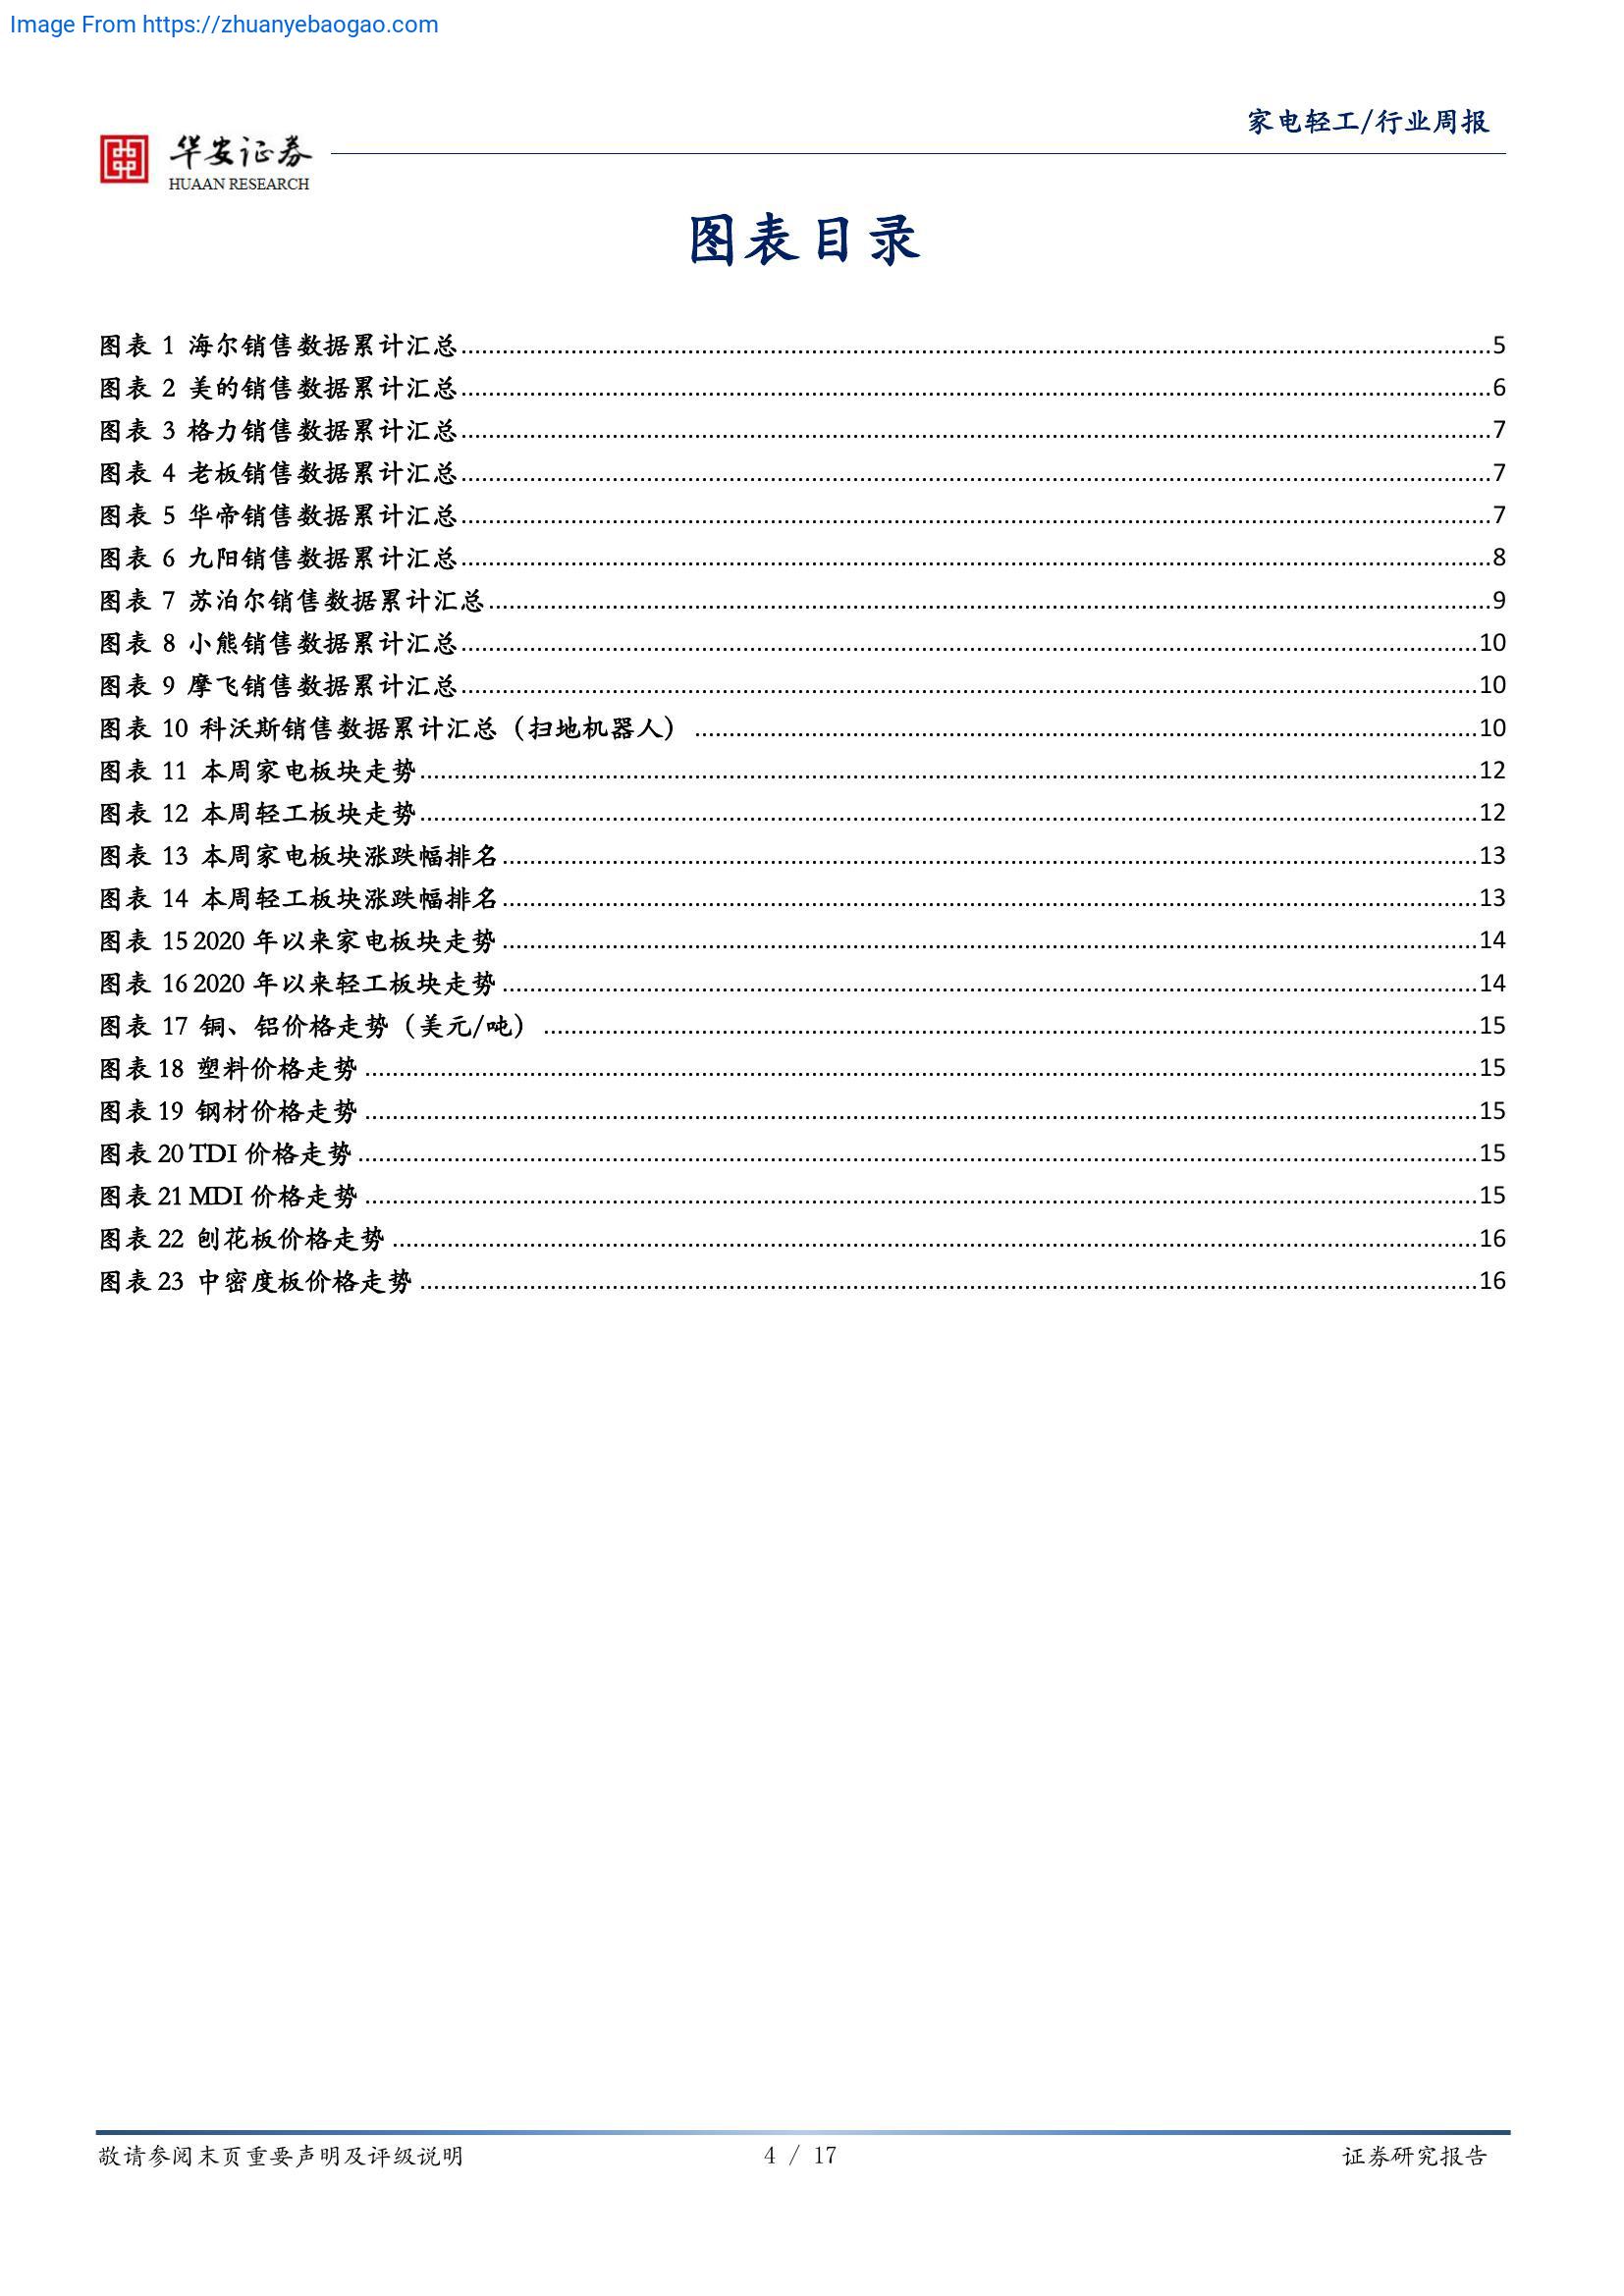 Image From https://zhuanyebaogao.com
家电轻工/行业周报
华安证券
HUAAN RESEARCH
图表目录
图表 1 海尔销售数据累计汇总 5
图表 2 美的销售数据累计汇总 6
图表 3 格力销售数据累计汇总 7
图表 4 老板销售数据累计汇总 7
图表 5 华帝销售数据累计汇总 7
图表 6 九阳销售数据累计汇总 8
图表 7 苏泊尔销售数据累计汇总 9
图表 8 小熊销售数据累计汇总 10
图表 9 摩飞销售数据累计汇总 10
图表 10 科沃斯销售数据累计汇总（扫地机器人） 10
图表 11 本周家电板块走势 12
图表 12 本周轻工板块走势 12
图表 13 本周家电板块涨跌幅排名 13
图表 14 本周轻工板块涨跌幅排名 13
图表 15 2020 年以来家电板块走势 14
图表 16 2020 年以来轻工板块走势 14
图表 17 铜、铝价格走势（美元/吨） 15
图表 18 塑料价格走势 15
图表 19 钢材价格走势 15
图表 20 TDI 价格走势 15
图表 21 MDI 价格走势 15
图表 22 刨花板价格走势 16
图表 23 中密度板价格走势 16
敬请参阅末页重要声明及评级说明 4 / 17 证券研究报告